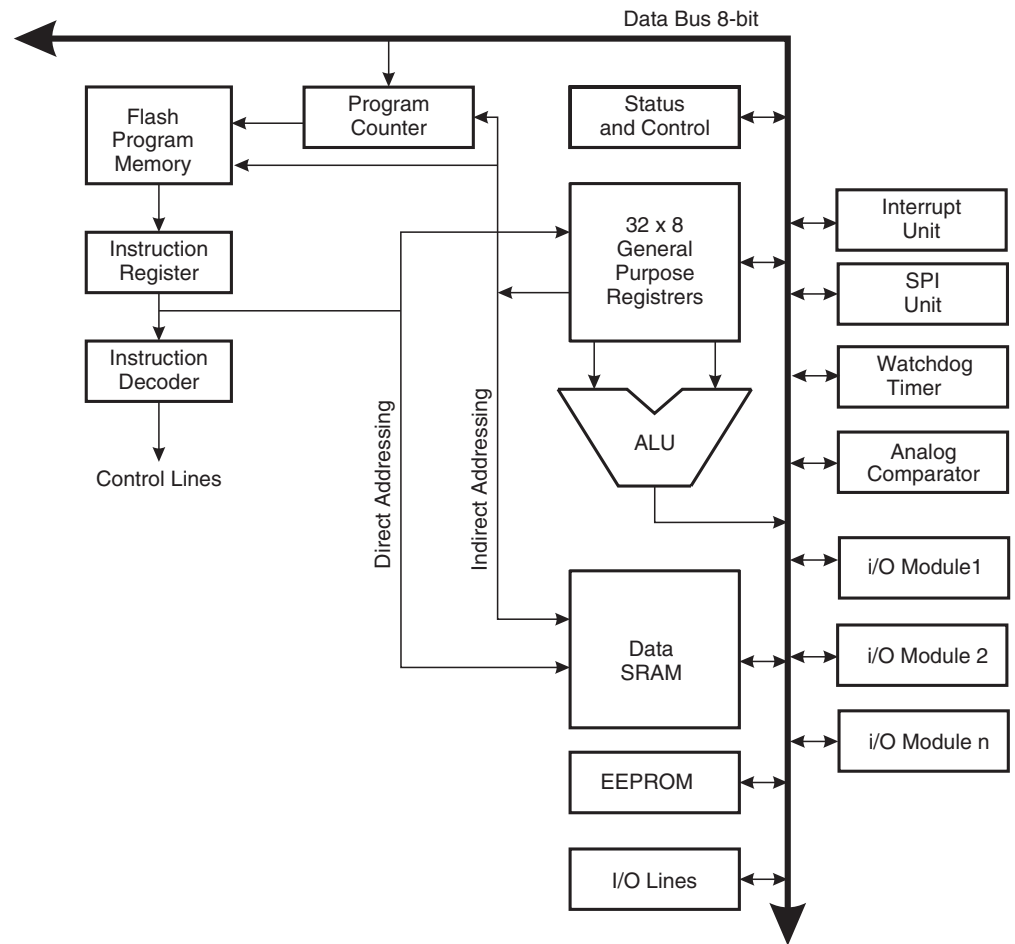 Data Bus 8-bit
Flash
Program
Memory
Program
Counter
Status
and Control
32 x 8
General
Purpose
Registrers
Interrupt
Unit
Instruction
Register
SPI
Unit
Instruction
Decoder
Watchdog
Timer
Direct Addressing
Indirect Addressing
ALU
Analog
Comparator
Control Lines
i/O Module1
Data
SRAM
i/O Module 2
i/O Module n
EEPROM
I/O Lines